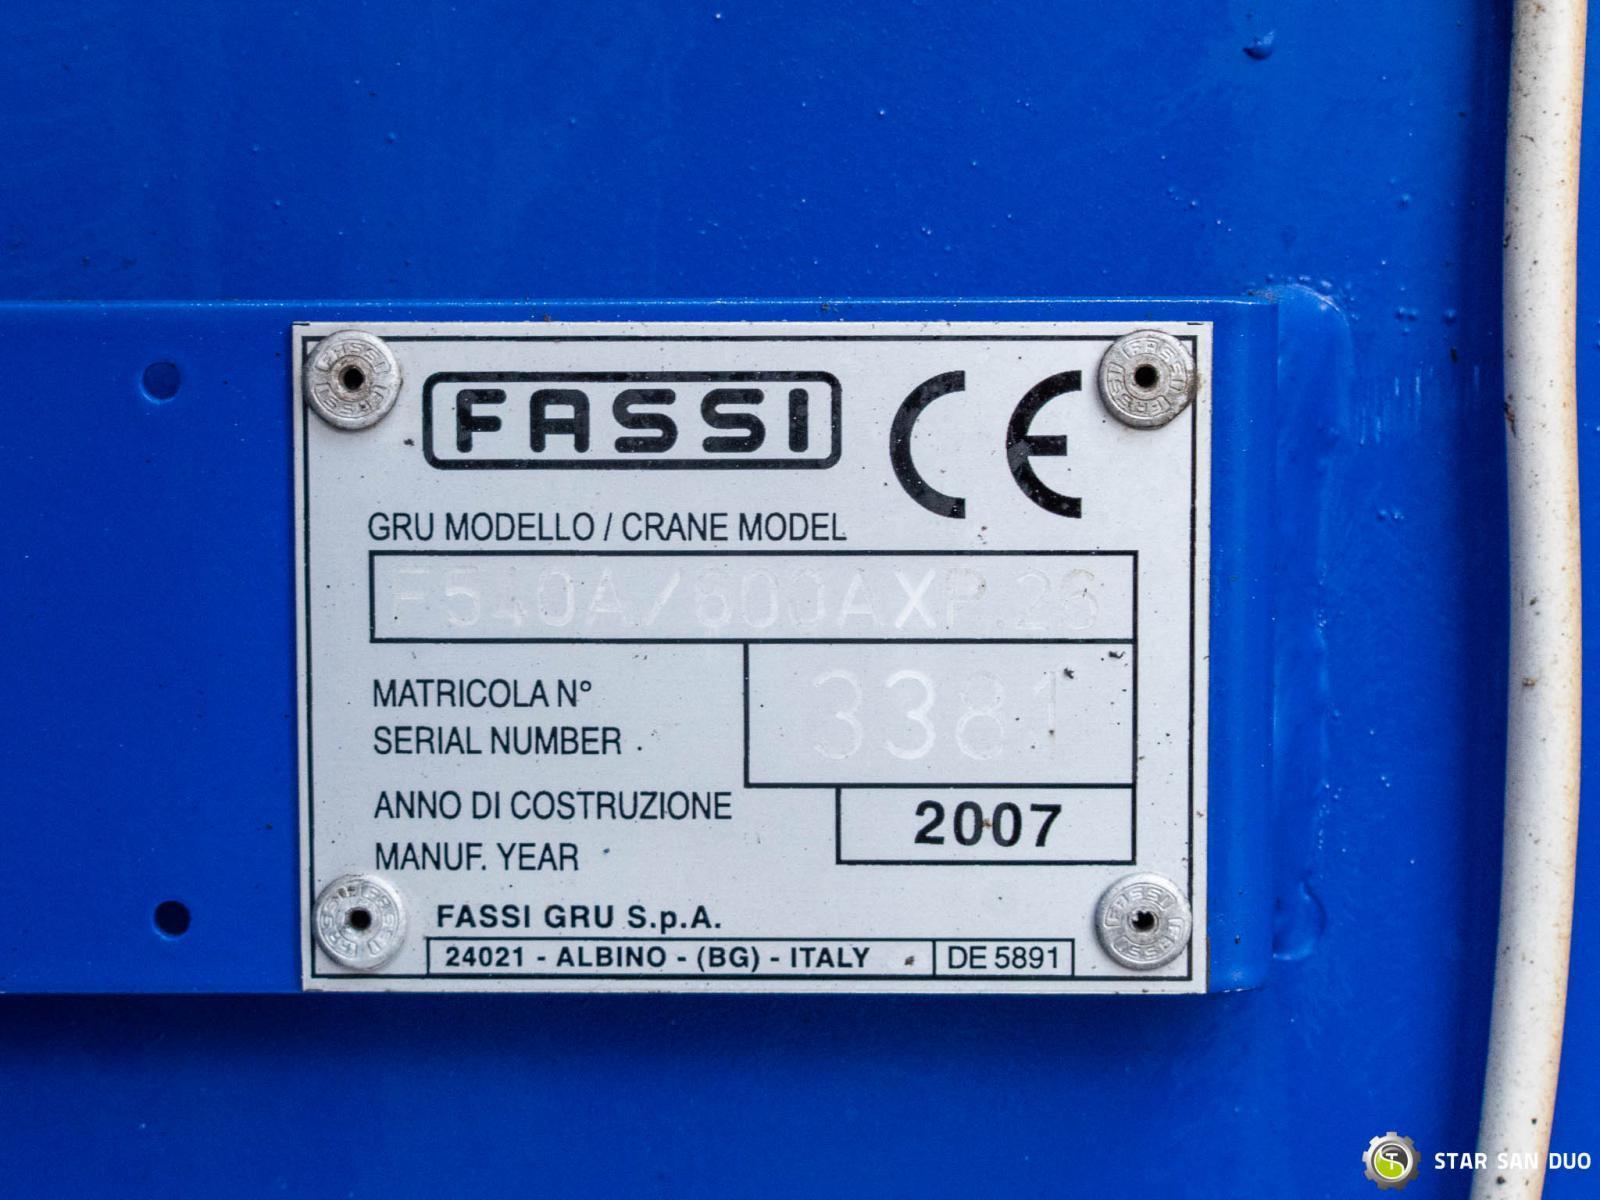 FASSI CE
GRU MODELLO / CRANE MODEL
F540A/600AXP.26
MATRICOLA N°
SERIAL NUMBER
3381
ANNO DI COSTRUZIONE
MANUF. YEAR
2007
FASSI GRU S.p.A.
24021 - ALBINO - (BG) - ITALY DE 5891
STAR SAN DUO